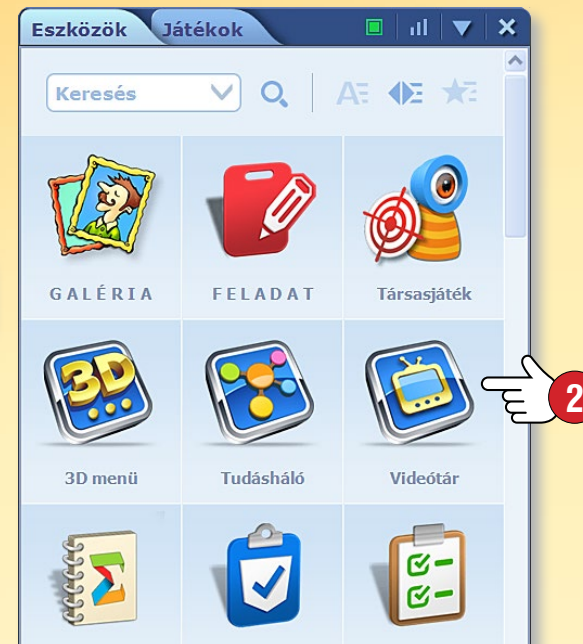 Eszközök Játékok
Keresés
GALÉRIA FELADAT Társasjáték
3D
3D menü Tudásháló Videótár
2